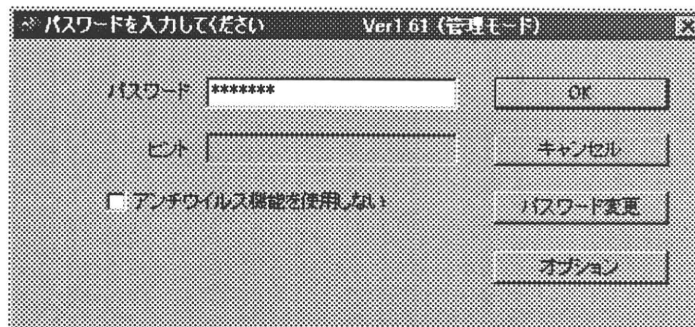 パスワードを入力してください Ver1.61 (管理モード)
パスワード ******* OK
ヒント キャンセル
アンチウイルス機能を使用しない パスワード変更
オプション